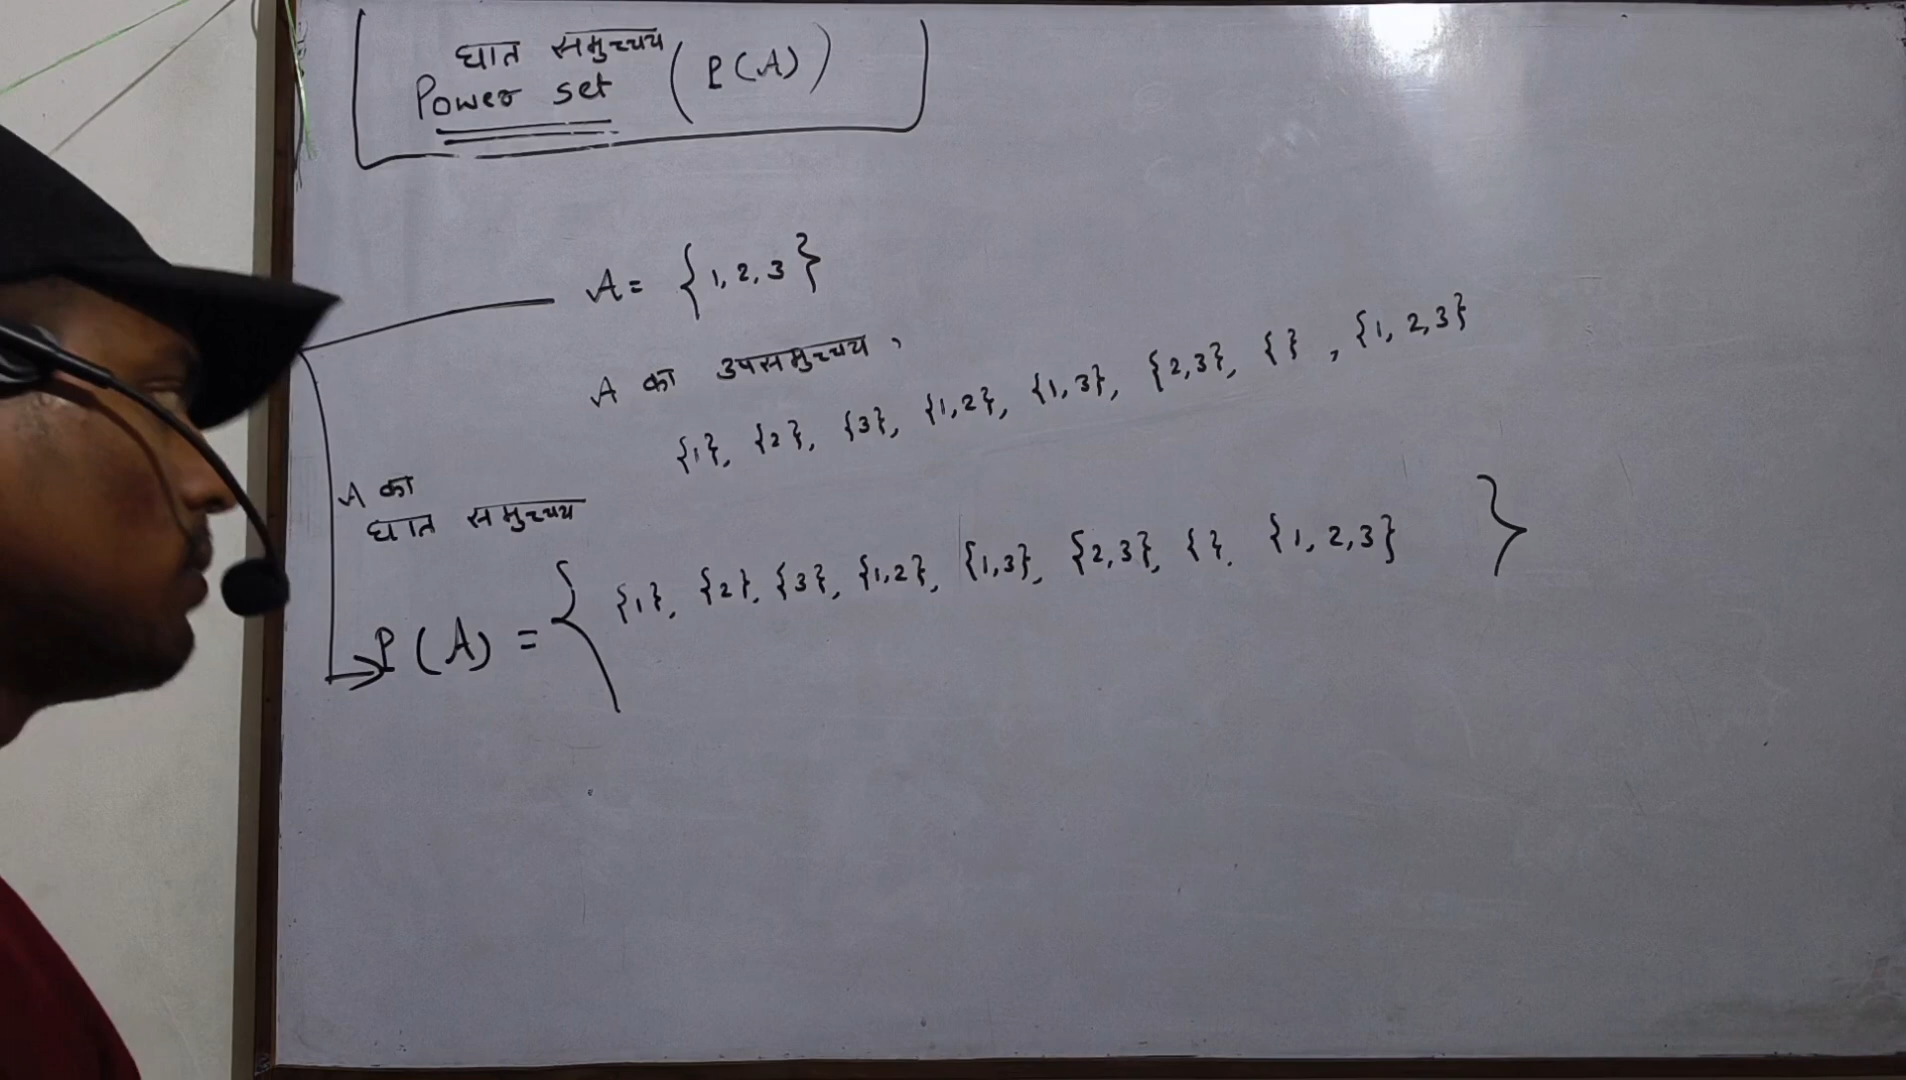 घात समुच्चय
Power set ( P(A) )
A = {1, 2, 3}
A का उपसमुच्चय,
{1}, {2}, {3}, {1,2}, {1, 3}, {2,3}, { } , {1, 2,3}
A का
घात समुच्चय
P (A) = { {1}, {2}, {3}, {1,2}, {1,3}, {2,3}, { }, {1, 2,3} }